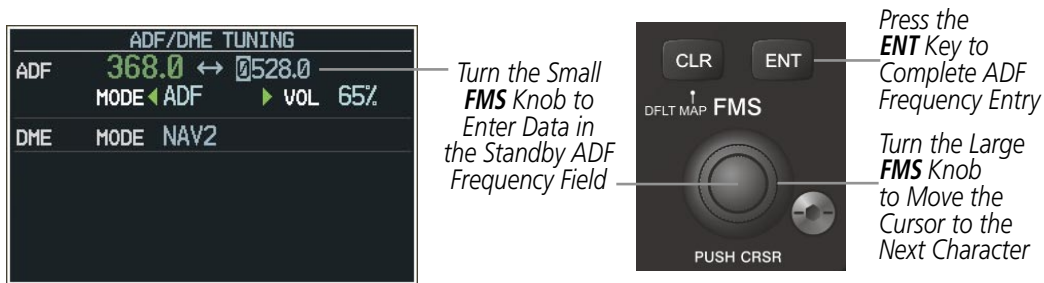 ADF/DME TUNING
ADF 368.0 ↔ 0528.0
MODE ADF VOL 65%
DME MODE NAV2
Turn the Small
FMS Knob to
Enter Data in
the Standby ADF
Frequency Field
CLR ENT
DFLT MAP FMS
PUSH CRSR
Press the
ENT Key to
Complete ADF
Frequency Entry
Turn the Large
FMS Knob
to Move the
Cursor to the
Next Character